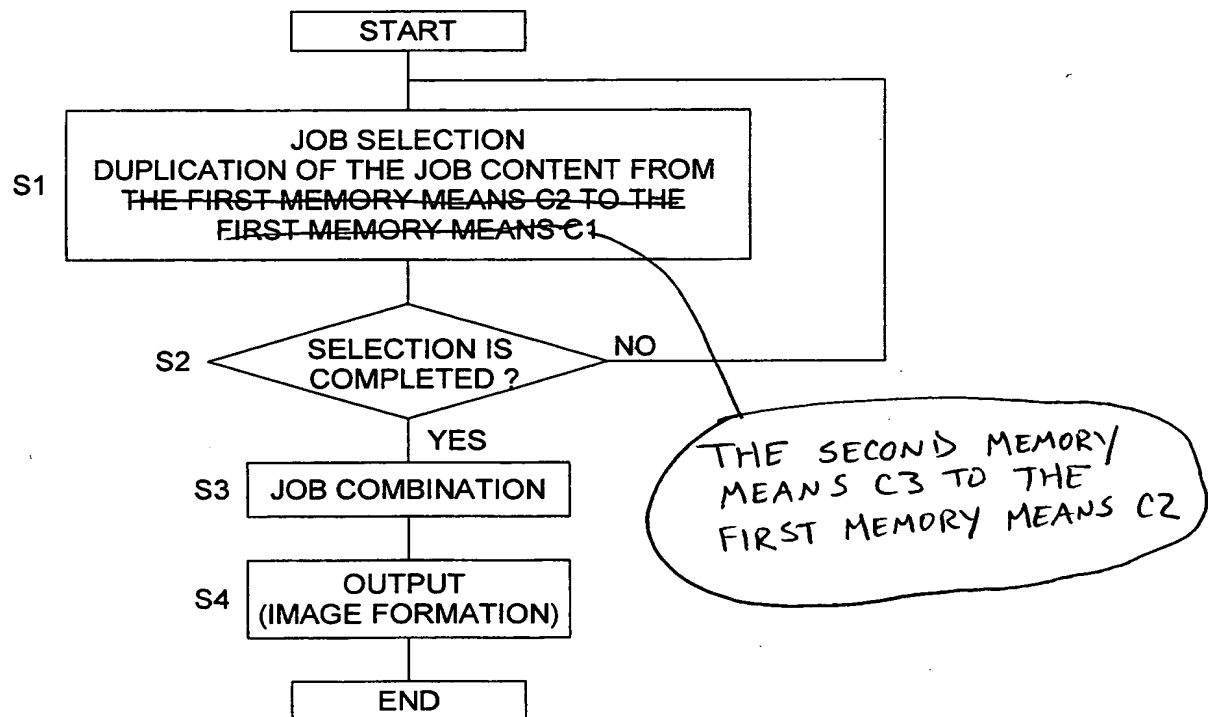 START
S1
JOB SELECTION
DUPLICATION OF THE JOB CONTENT FROM
THE FIRST MEMORY MEANS C2 TO THE
FIRST MEMORY MEANS C1
S2
SELECTION IS
COMPLETED ?
NO
YES
THE SECOND MEMORY
MEANS C3 TO THE
FIRST MEMORY MEANS C2
S3
JOB COMBINATION
S4
OUTPUT
(IMAGE FORMATION)
END